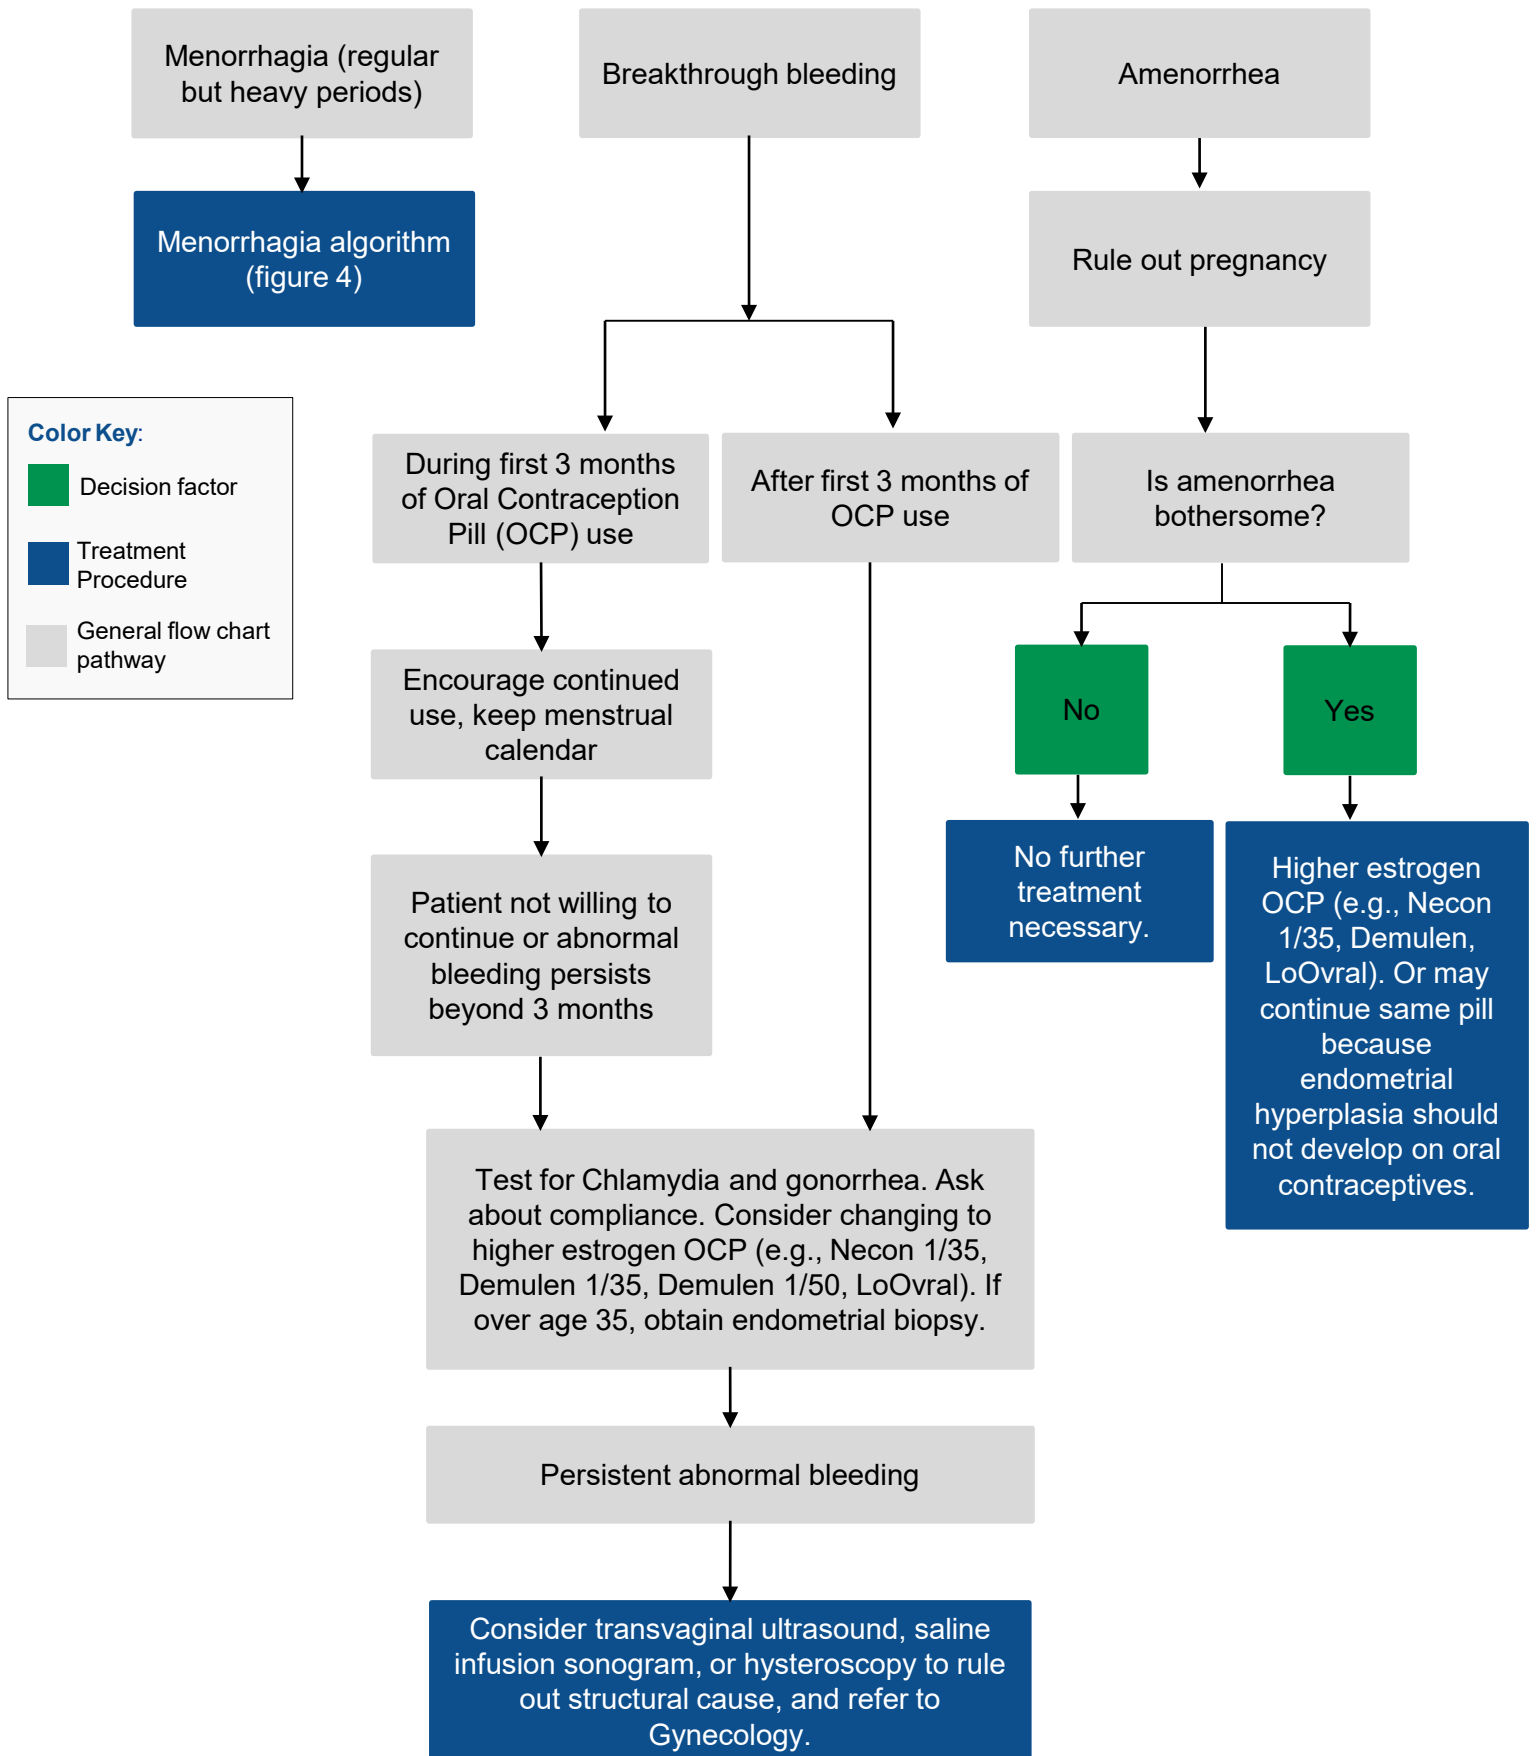 Menorrhagia (regular
but heavy periods)
Breakthrough bleeding
Amenorrhea
Menorrhagia algorithm
(figure 4)
Rule out pregnancy
Color Key:
Decision factor
Treatment
Procedure
General flow chart
pathway
During first 3 months
of Oral Contraception
Pill (OCP) use
After first 3 months of
OCP use
Is amenorrhea
bothersome?
Encourage continued
use, keep menstrual
calendar
No
Yes
Patient not willing to
continue or abnormal
bleeding persists
beyond 3 months
No further
treatment
necessary.
Higher estrogen
OCP (e.g., Necon
1/35, Demulen,
LoOvral). Or may
continue same pill
because
endometrial
hyperplasia should
not develop on oral
contraceptives.
Test for Chlamydia and gonorrhea. Ask
about compliance. Consider changing to
higher estrogen OCP (e.g., Necon 1/35,
Demulen 1/35, Demulen 1/50, LoOvral). If
over age 35, obtain endometrial biopsy.
Persistent abnormal bleeding
Consider transvaginal ultrasound, saline
infusion sonogram, or hysteroscopy to rule
out structural cause, and refer to
Gynecology.